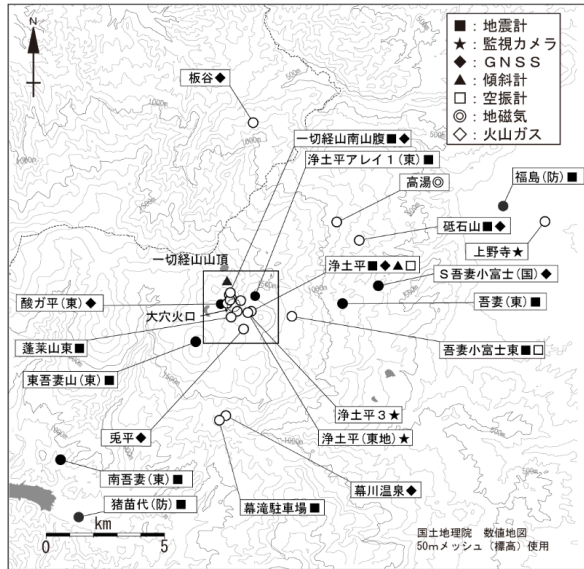 北
■：地震計
★：監視カメラ
◆：ＧＮＳＳ
▲：傾斜計
□：空振計
◎：地磁気
◇：火山ガス
板谷◆
一切経山南山腹■◆
浄土平アレイ１(東)■
高湯◎
福島(防)■
砥石山■◆
上野寺★
一切経山山頂
浄土平■◆▲□
Ｓ吾妻小富士(国)◆
酸ガ平(東)◆
大穴火口
吾妻(東)■
蓬莱山東■
吾妻小富士東■□
東吾妻山(東)■
浄土平３★
兎平◆
浄土平(東地)★
南吾妻(東)■
幕川温泉◆
猪苗代(防)■
幕滝駐車場■
km
0 5
国土地理院　数値地図
50mメッシュ（標高）使用